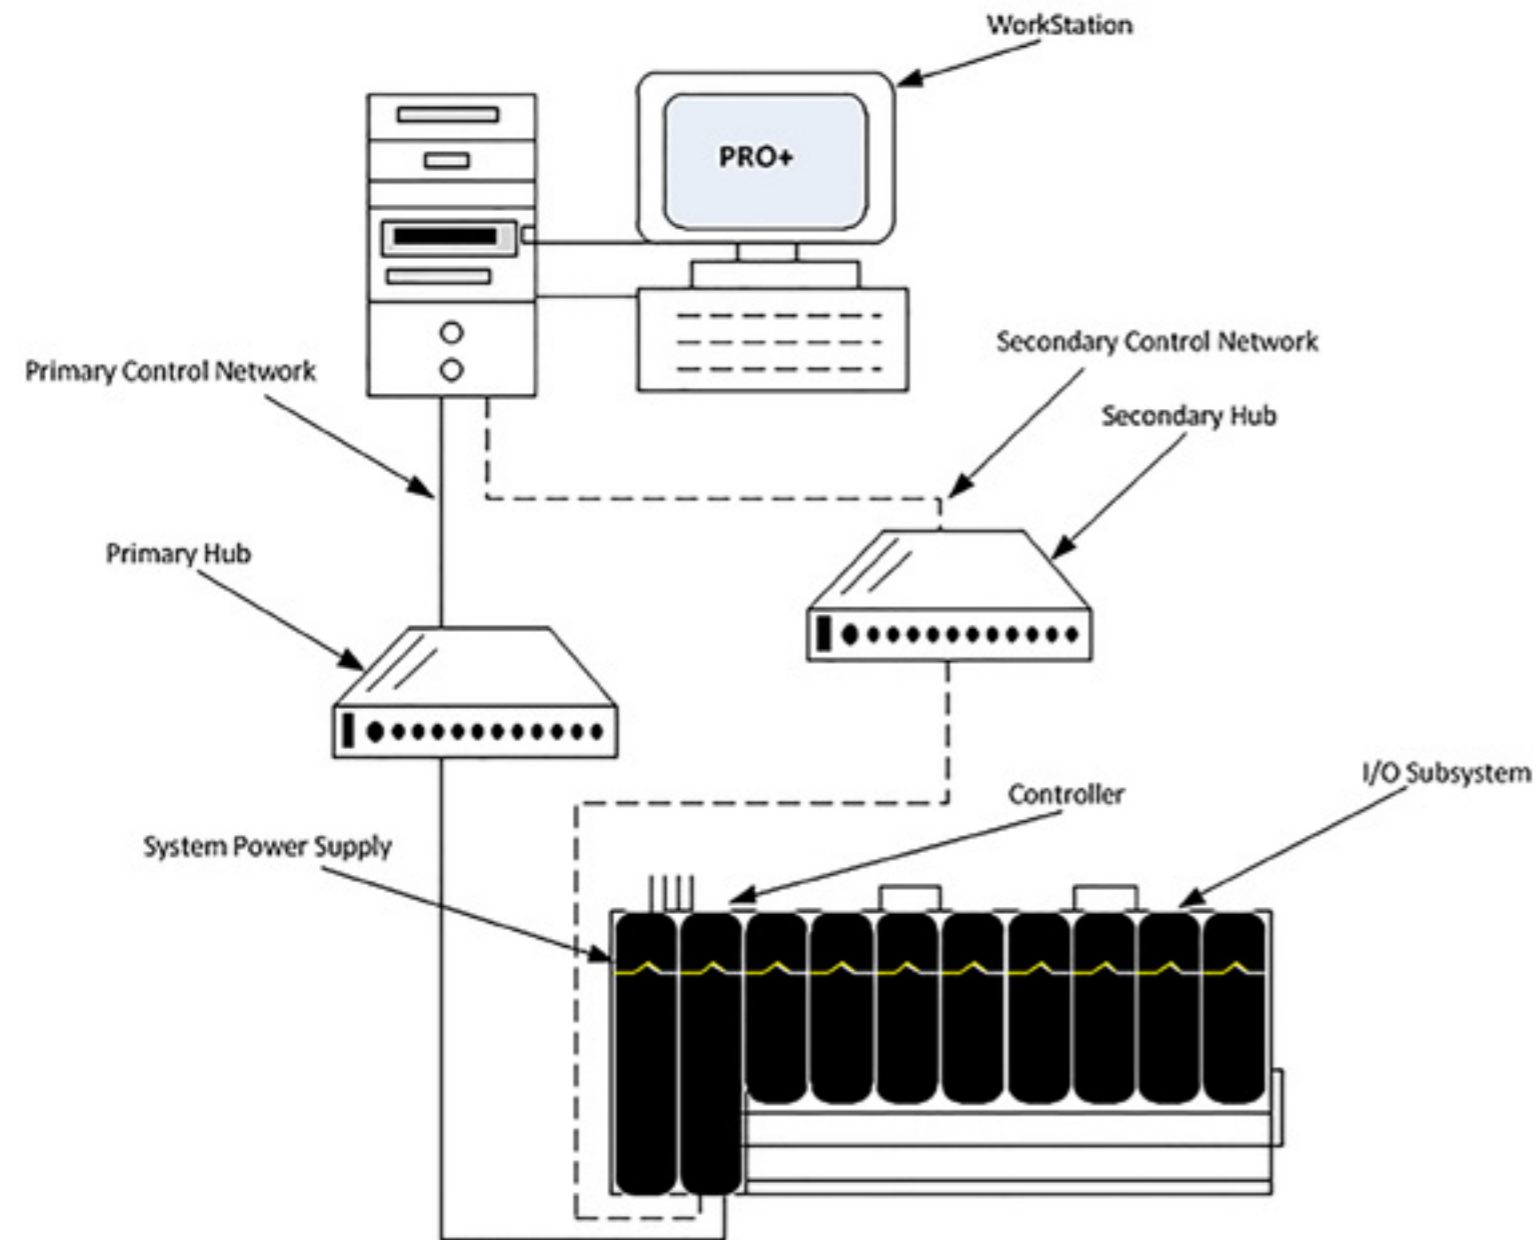 WorkStation
PRO+
Secondary Control Network
Primary Control Network
Secondary Hub
Primary Hub
I/O Subsystem
Controller
System Power Supply